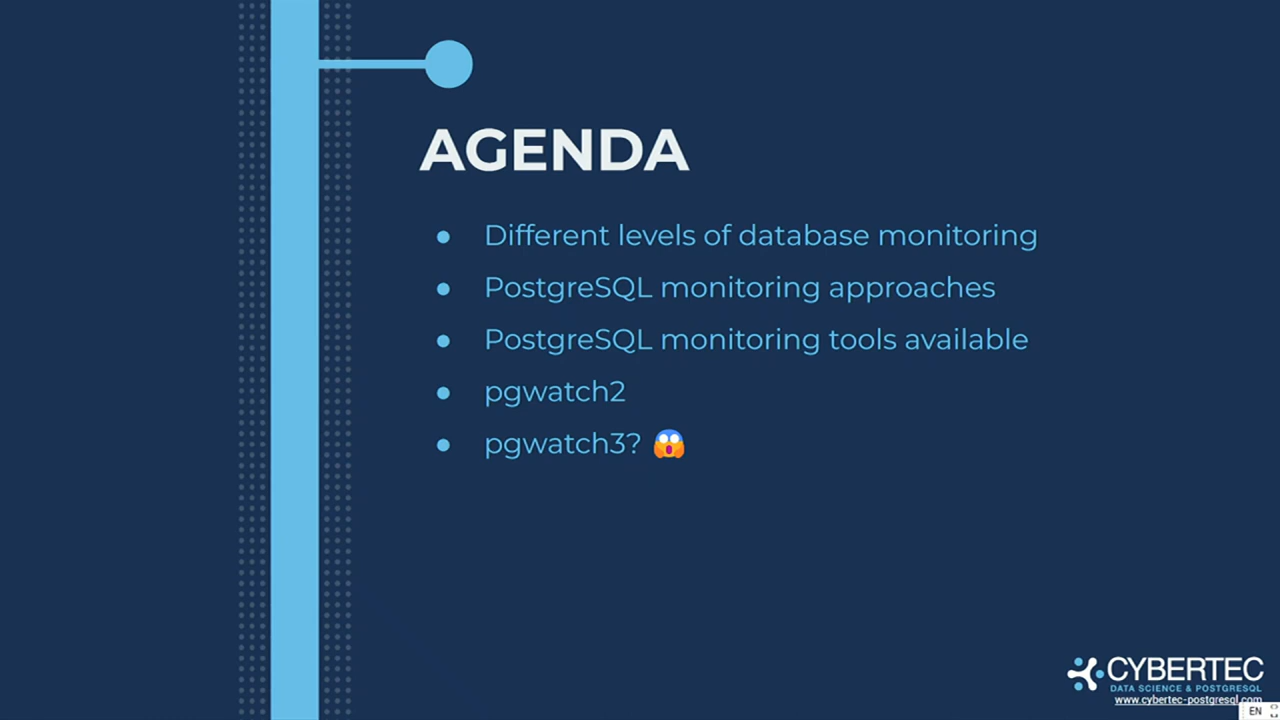 AGENDA
● Different levels of database monitoring
● PostgreSQL monitoring approaches
● PostgreSQL monitoring tools available
● pgwatch2
● pgwatch3? 😱
CYBERTEC
DATA SCIENCE & POSTGRESQL
www.cybertec-postgresql.com
EN